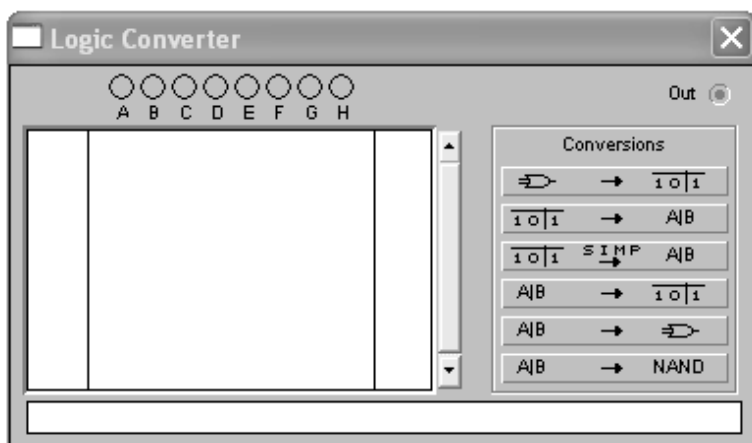 Logic Converter
Out
A B C D E F G H
Conversions
→ 1 0 1
1 0 1 → A|B
1 0 1 SIMP → A|B
A|B → 1 0 1
A|B →
A|B → NAND